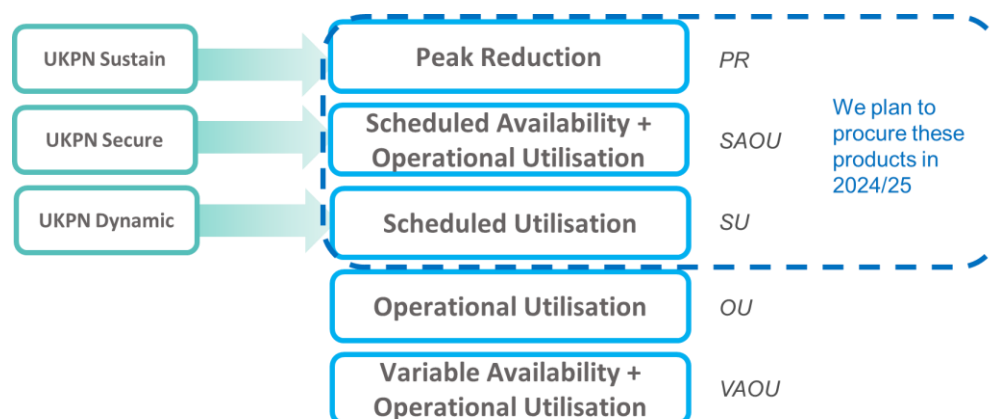 UKPN Sustain
Peak Reduction
PR
UKPN Secure
Scheduled Availability +
Operational Utilisation
SAOU
We plan to
procure these
products in
2024/25
UKPN Dynamic
Scheduled Utilisation
SU
Operational Utilisation
OU
Variable Availability +
Operational Utilisation
VAOU